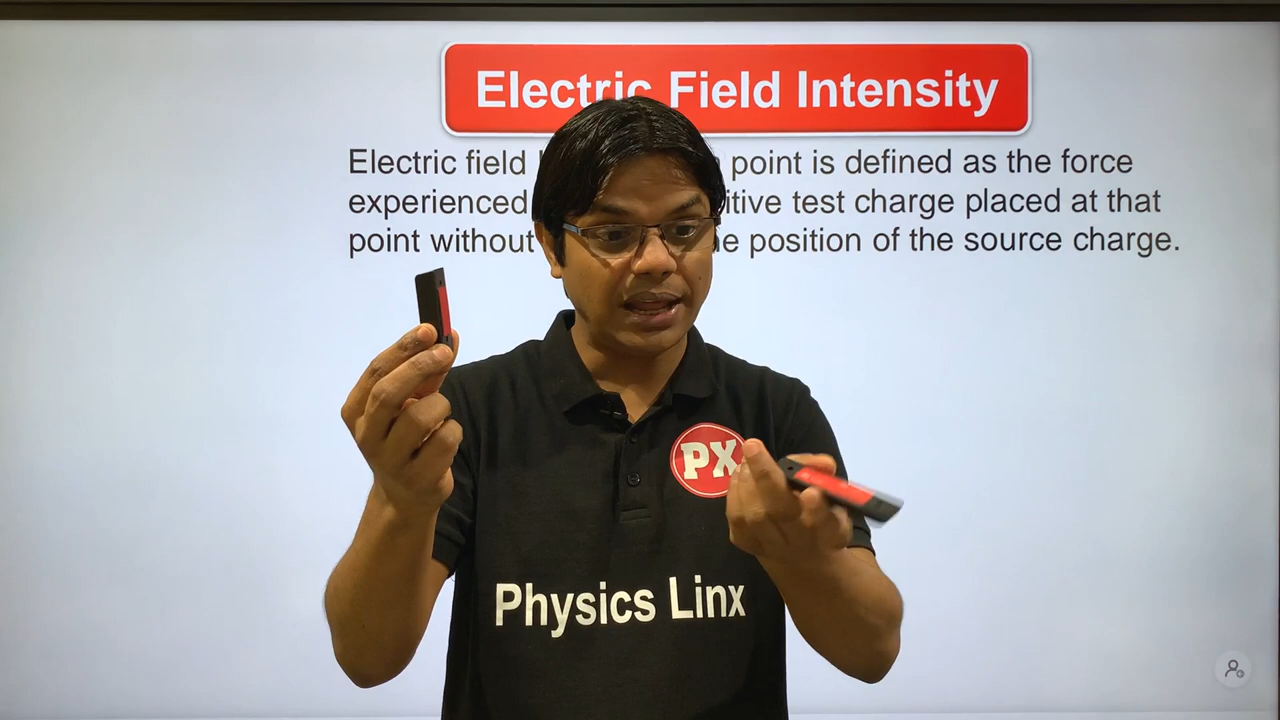 Electric Field Intensity
Electric field point is defined as the force
experienced test charge placed at that
point without position of the source charge.
PX
Physics Linx